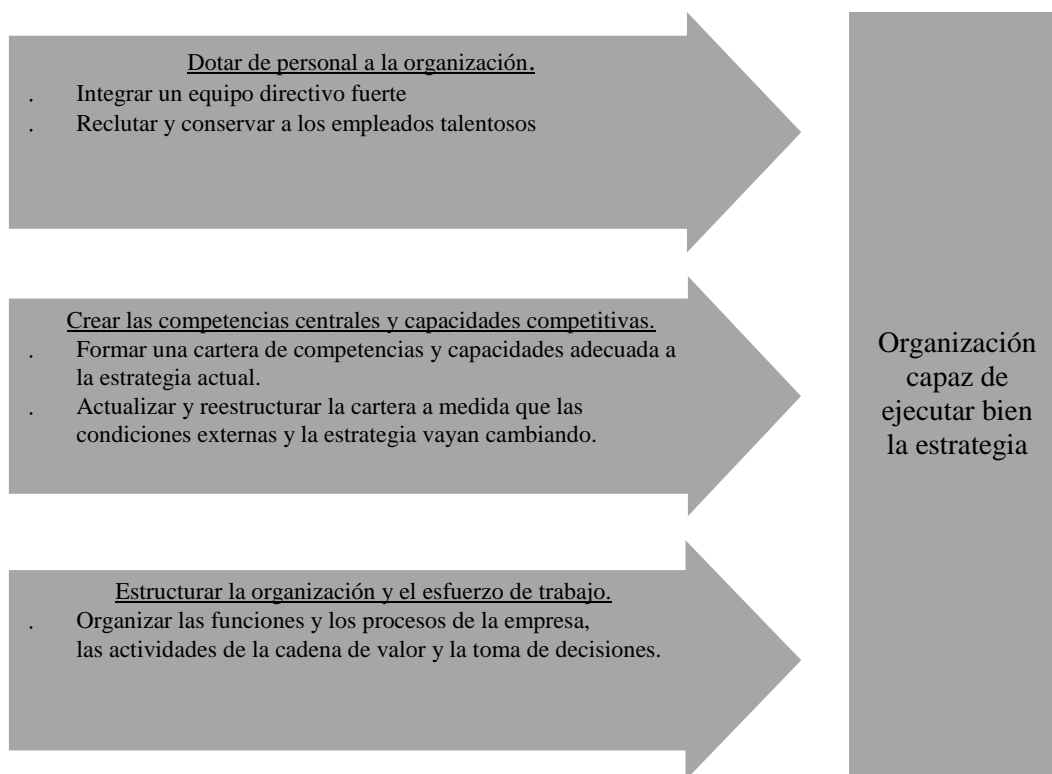 Dotar de personal a la organización.
. Integrar un equipo directivo fuerte
. Reclutar y conservar a los empleados talentosos
Crear las competencias centrales y capacidades competitivas.
. Formar una cartera de competencias y capacidades adecuada a
la estrategia actual.
. Actualizar y reestructurar la cartera a medida que las
condiciones externas y la estrategia vayan cambiando.
Estructurar la organización y el esfuerzo de trabajo.
. Organizar las funciones y los procesos de la empresa,
las actividades de la cadena de valor y la toma de decisiones.
Organización
capaz de
ejecutar bien
la estrategia